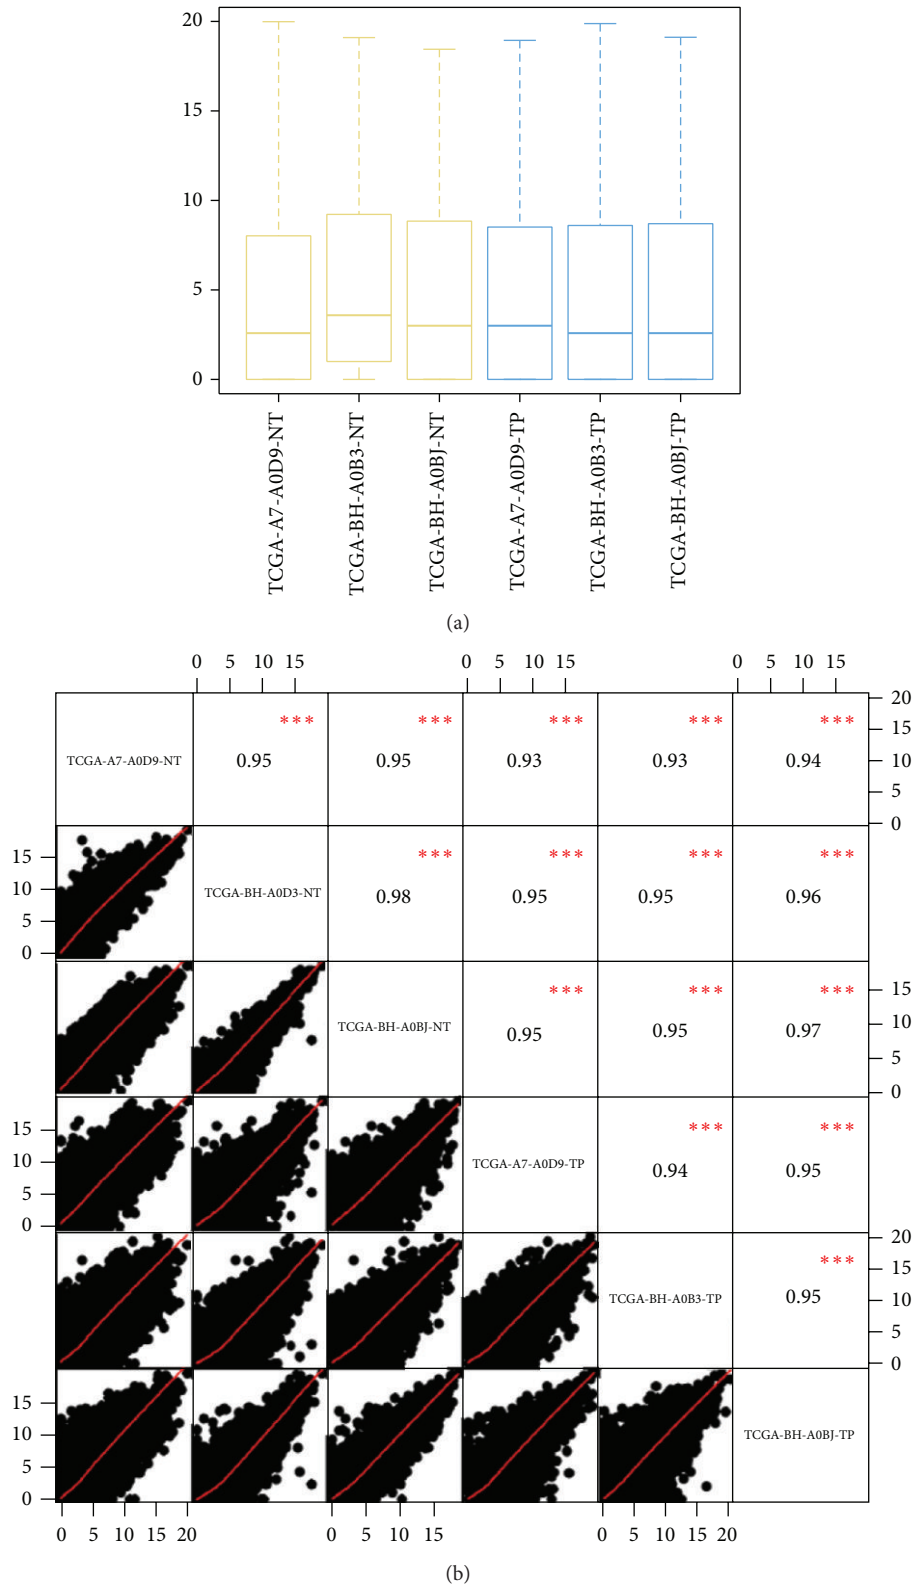 20
15
10
5
0
TCGA-A7-A0D9-NT
TCGA-BH-A0B3-NT
TCGA-BH-A0BJ-NT
TCGA-A7-A0D9-TP
TCGA-BH-A0B3-TP
TCGA-BH-A0BJ-TP
(a)
0 5 10 15 0 5 10 15 0 5 10 15
20
*** *** *** *** *** 15
TCGA-A7-A0D9-NT 0.95 0.95 0.93 0.93 0.94 10
5
0
15 *** *** *** ***
10 TCGA-BH-A0D3-NT 0.98 0.95 0.95 0.96
5
0
*** *** *** 15
TCGA-BH-A0BJ-NT 0.95 0.95 0.97 10
5
0
15 *** ***
10 TCGA-A7-A0D9-TP 0.94 0.95
5
0
20
*** 15
TCGA-BH-A0B3-TP 0.95 10
5
0
15
10 TCGA-BH-A0BJ-TP
5
0
0 5 10 15 20 0 5 10 15 0 5 10 15 20
(b)